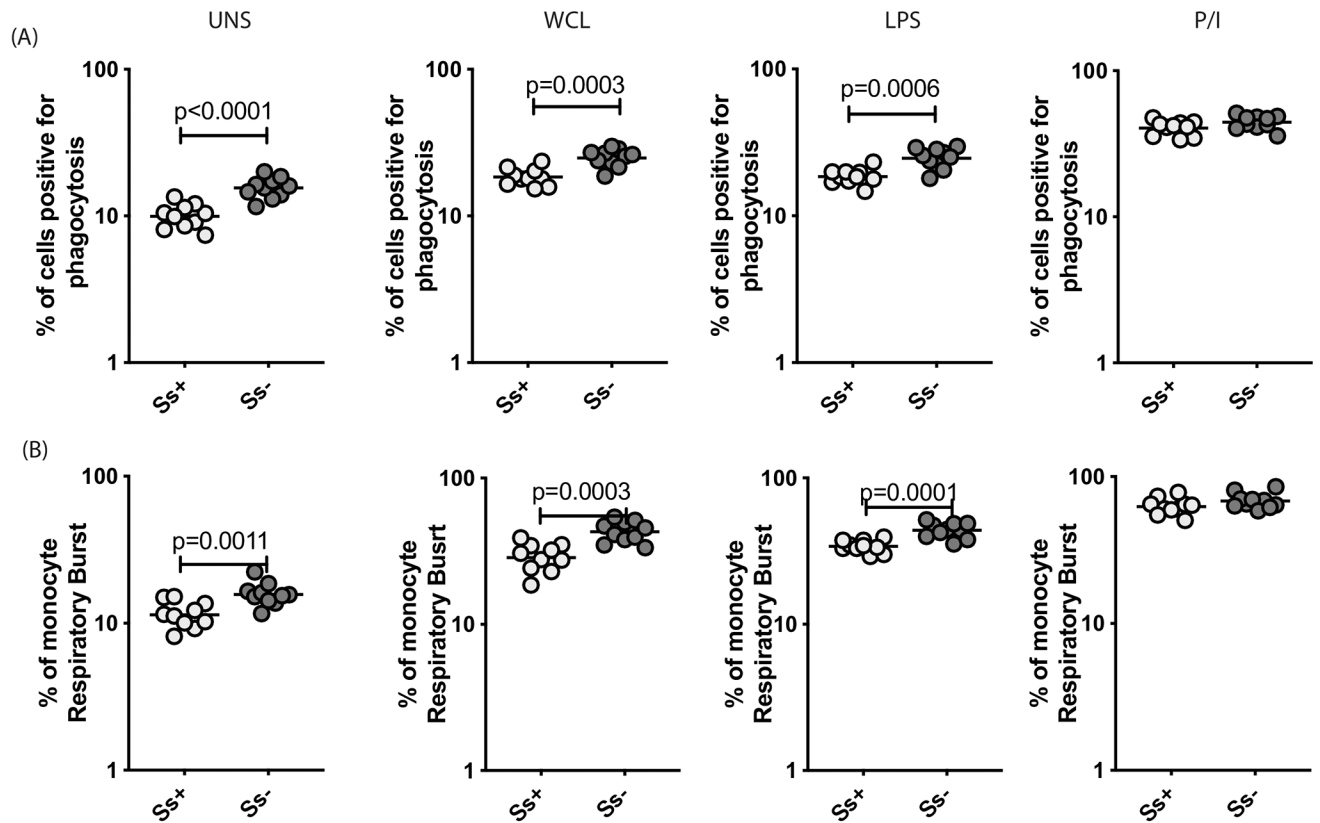 UNS WCL LPS P/I
(A)
100 100 100 100
p<0.0001 p=0.0003 p=0.0006
10 10 10 10
1 1 1 1
% of cells positive for
phagocytosis
% of cells positive for
phagocytosis
% of cells positive for
phagocytosis
% of cells positive for
phagocytosis
Ss+ Ss- Ss+ Ss- Ss+ Ss- Ss+ Ss-
(B)
100 100 100 100
p=0.0011 p=0.0003 p=0.0001
10 10 10 10
1 1 1 1
% of monocyte
Respiratory Burst
% of monocyte
Respiratory Busrt
% of monocyte
Respiratory Burst
% of monocyte
Respiratory Burst
Ss+ Ss- Ss+ Ss- Ss+ Ss- Ss+ Ss-